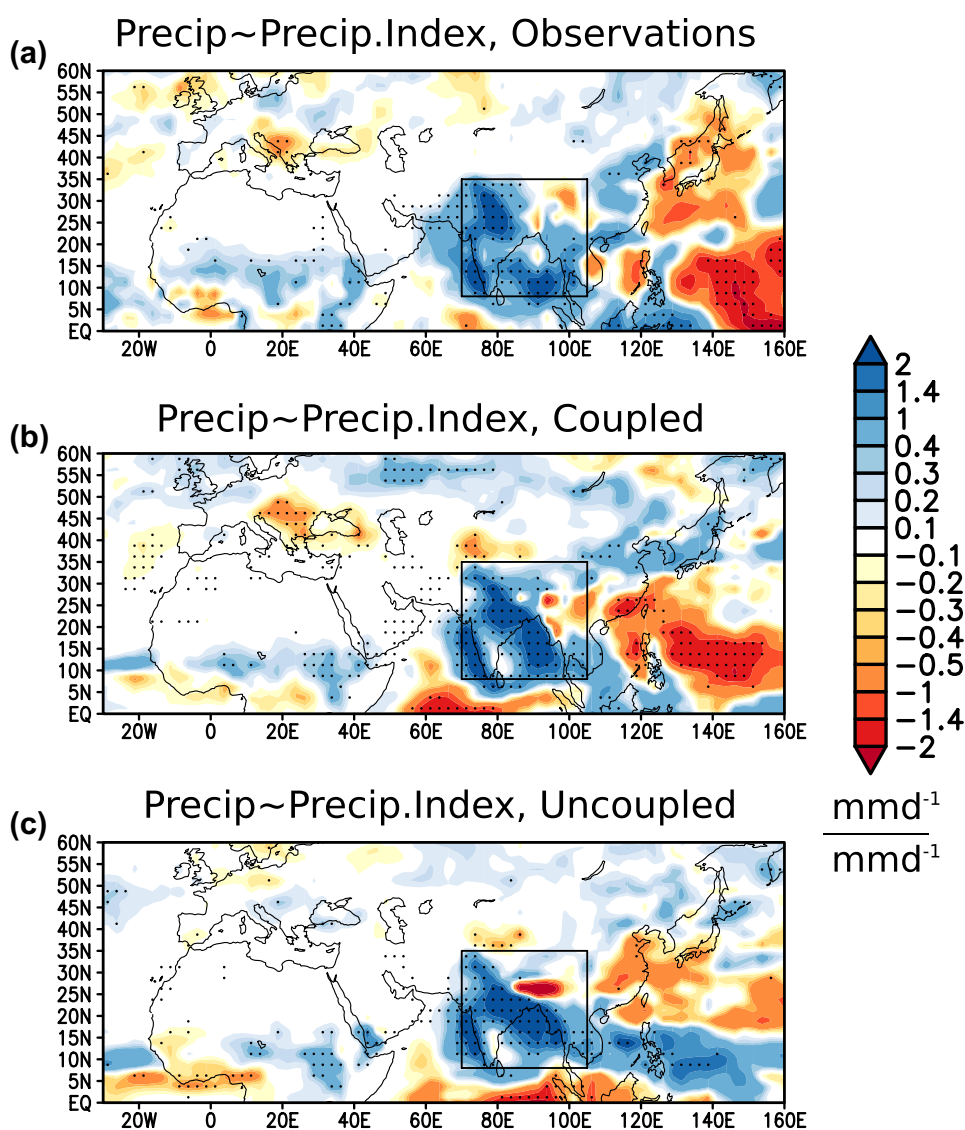 Precip~Precip.Index, Observations
(a)
60N
55N
50N
45N
40N
35N
30N
25N
20N
15N
10N
5N
EQ
20W 0 20E 40E 60E 80E 100E 120E 140E 160E
Precip~Precip.Index, Coupled
(b)
60N
50N
45N
40N
35N
30N
25N
20N
15N
10N
5N
EQ
20W 0 20E 40E 60E 80E 100E 120E 140E 160E
Precip~Precip.Index, Uncoupled
(c)
60N
55N
50N
45N
40N
35N
30N
25N
20N
15N
10N
5N
EQ
20W 0 20E 40E 60E 80E 100E 120E 140E 160E
2
1.4
1
0.4
0.3
0.2
0.1
−0.1
−0.2
−0.3
−0.4
−0.5
−1
−1.4
−2
mmd-1
mmd-1